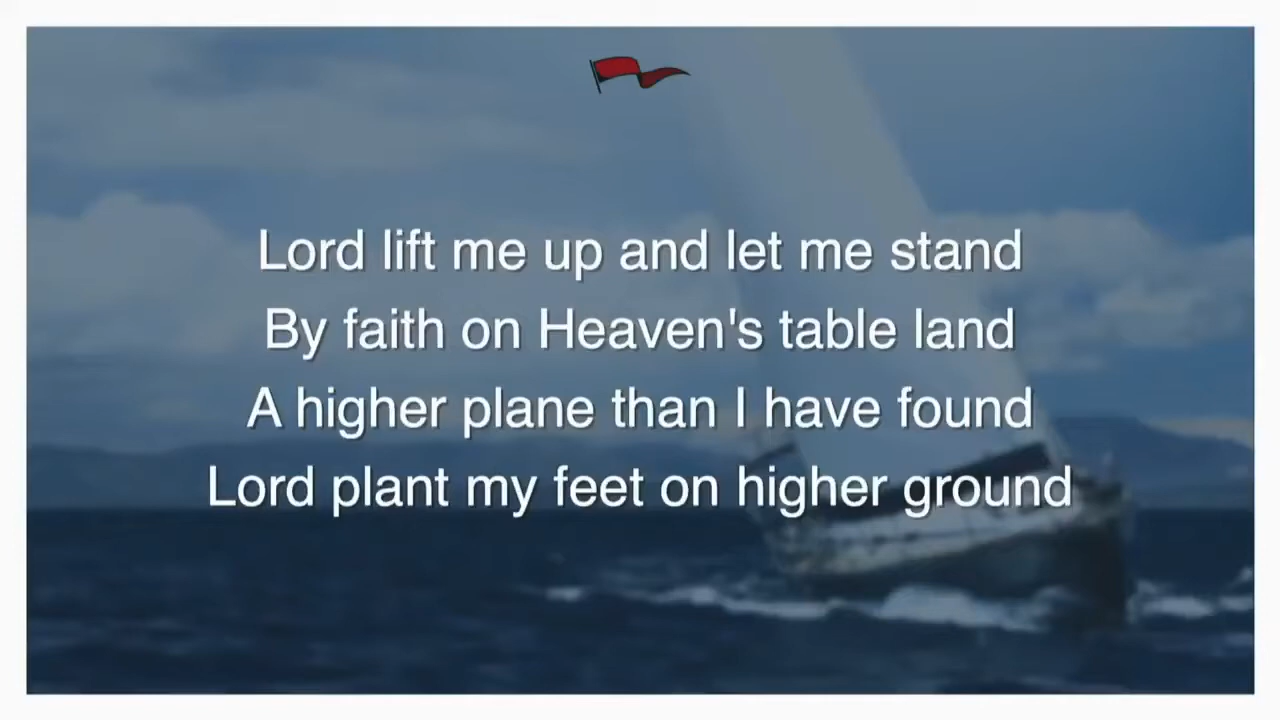 Lord lift me up and let me stand
By faith on Heaven's table land
A higher plane than I have found
Lord plant my feet on higher ground